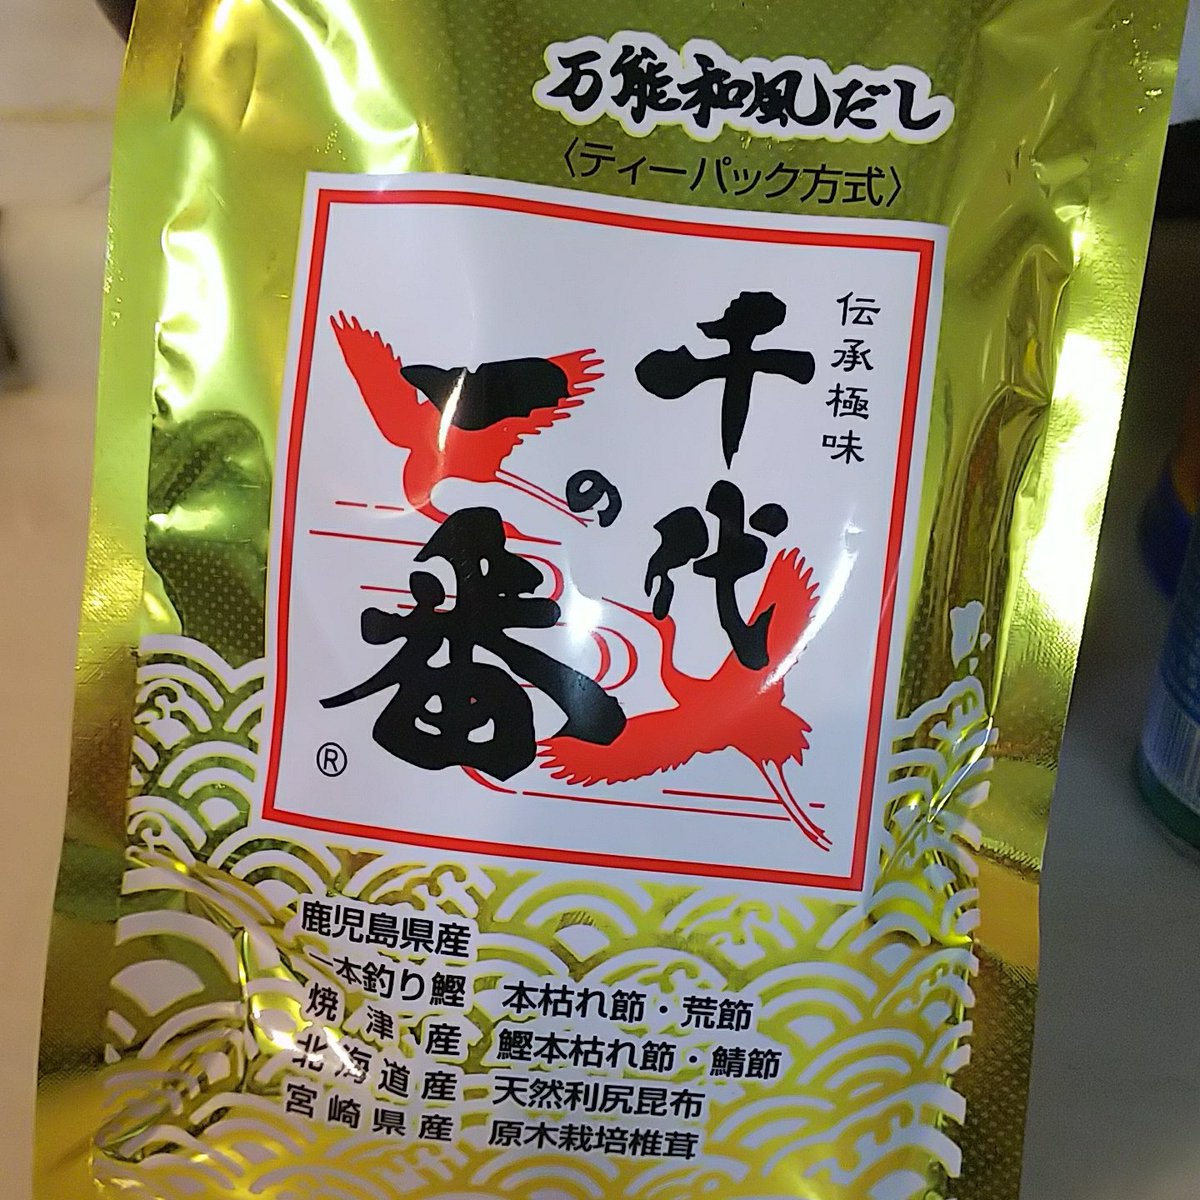 万能和風だし
〈ティーパック方式〉
伝承極味
千代
の
一番
®
鹿児島県産
一本釣り鰹 本枯れ節・荒節
焼津産 鰹本枯れ節・鯖節
北海道産 天然利尻昆布
宮崎県産 原木栽培椎茸